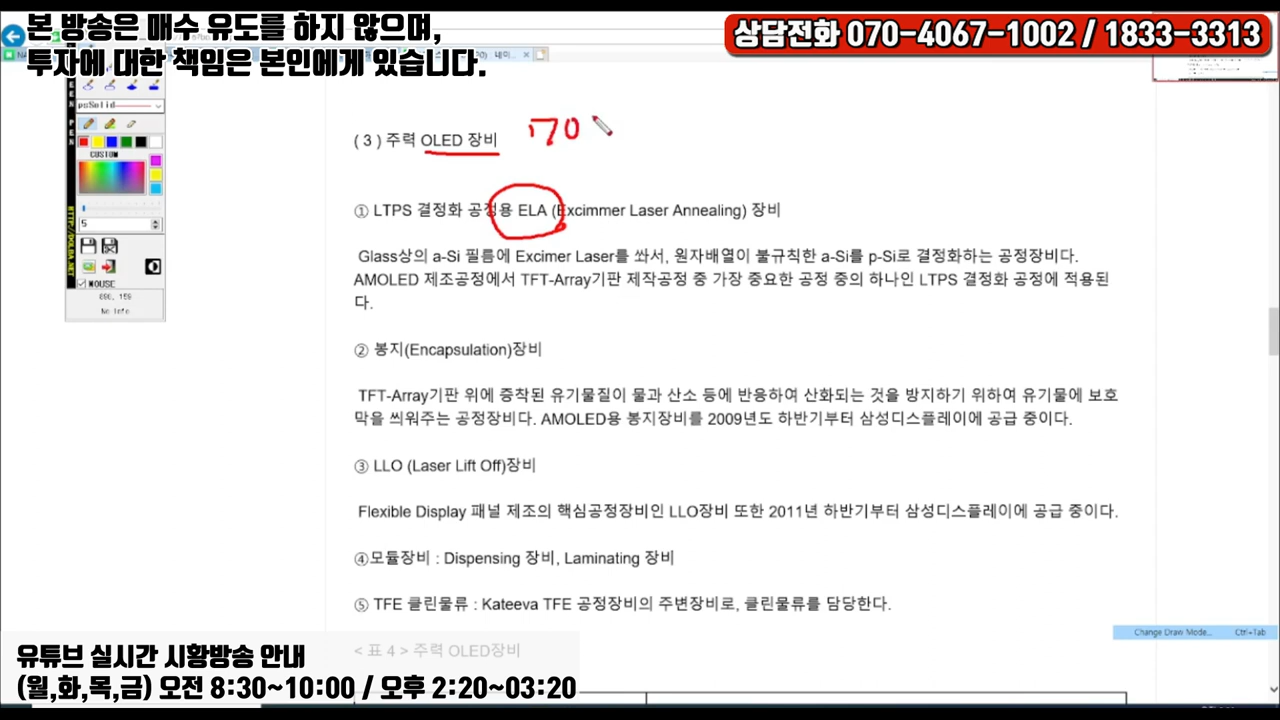 본 방송은 매수 유도를 하지 않으며,
투자에 대한 책임은 본인에게 있습니다.
상담전화 070-4067-1002 / 1833-3313
psSolid
CUSTOM
5
MOUSE
896, 159
No Info
( 3 ) 주력 OLED 장비
170
① LTPS 결정화 공정용 ELA (Excimmer Laser Annealing) 장비
Glass상의 a-Si 필름에 Excimer Laser를 쏴서, 원자배열이 불규칙한 a-Si를 p-Si로 결정화하는 공정장비다.
AMOLED 제조공정에서 TFT-Array기판 제작공정 중 가장 중요한 공정 중의 하나인 LTPS 결정화 공정에 적용된
다.
② 봉지(Encapsulation)장비
TFT-Array기판 위에 증착된 유기물질이 물과 산소 등에 반응하여 산화되는 것을 방지하기 위하여 유기물에 보호
막을 씌워주는 공정장비다. AMOLED용 봉지장비를 2009년도 하반기부터 삼성디스플레이에 공급 중이다.
③ LLO (Laser Lift Off)장비
Flexible Display 패널 제조의 핵심공정장비인 LLO장비 또한 2011년 하반기부터 삼성디스플레이에 공급 중이다.
④모듈장비 : Dispensing 장비, Laminating 장비
⑤ TFE 클린물류 : Kateeva TFE 공정장비의 주변장비로, 클린물류를 담당한다.
Change Draw Mode... Ctrl+Tab
< 표 4 > 주력 OLED장비
유튜브 실시간 시황방송 안내
(월,화,목,금) 오전 8:30~10:00 / 오후 2:20~03:20